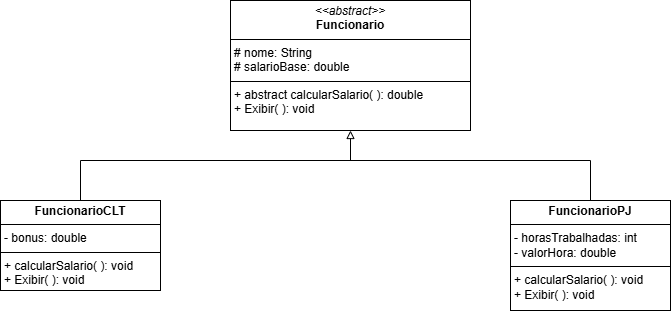 <<abstract>>
Funcionario
# nome: String
# salarioBase: double
+ abstract calcularSalario( ): double
+ Exibir( ): void
FuncionarioCLT
- bonus: double
+ calcularSalario( ): void
+ Exibir( ): void
FuncionarioPJ
- horasTrabalhadas: int
- valorHora: double
+ calcularSalario( ): void
+ Exibir( ): void